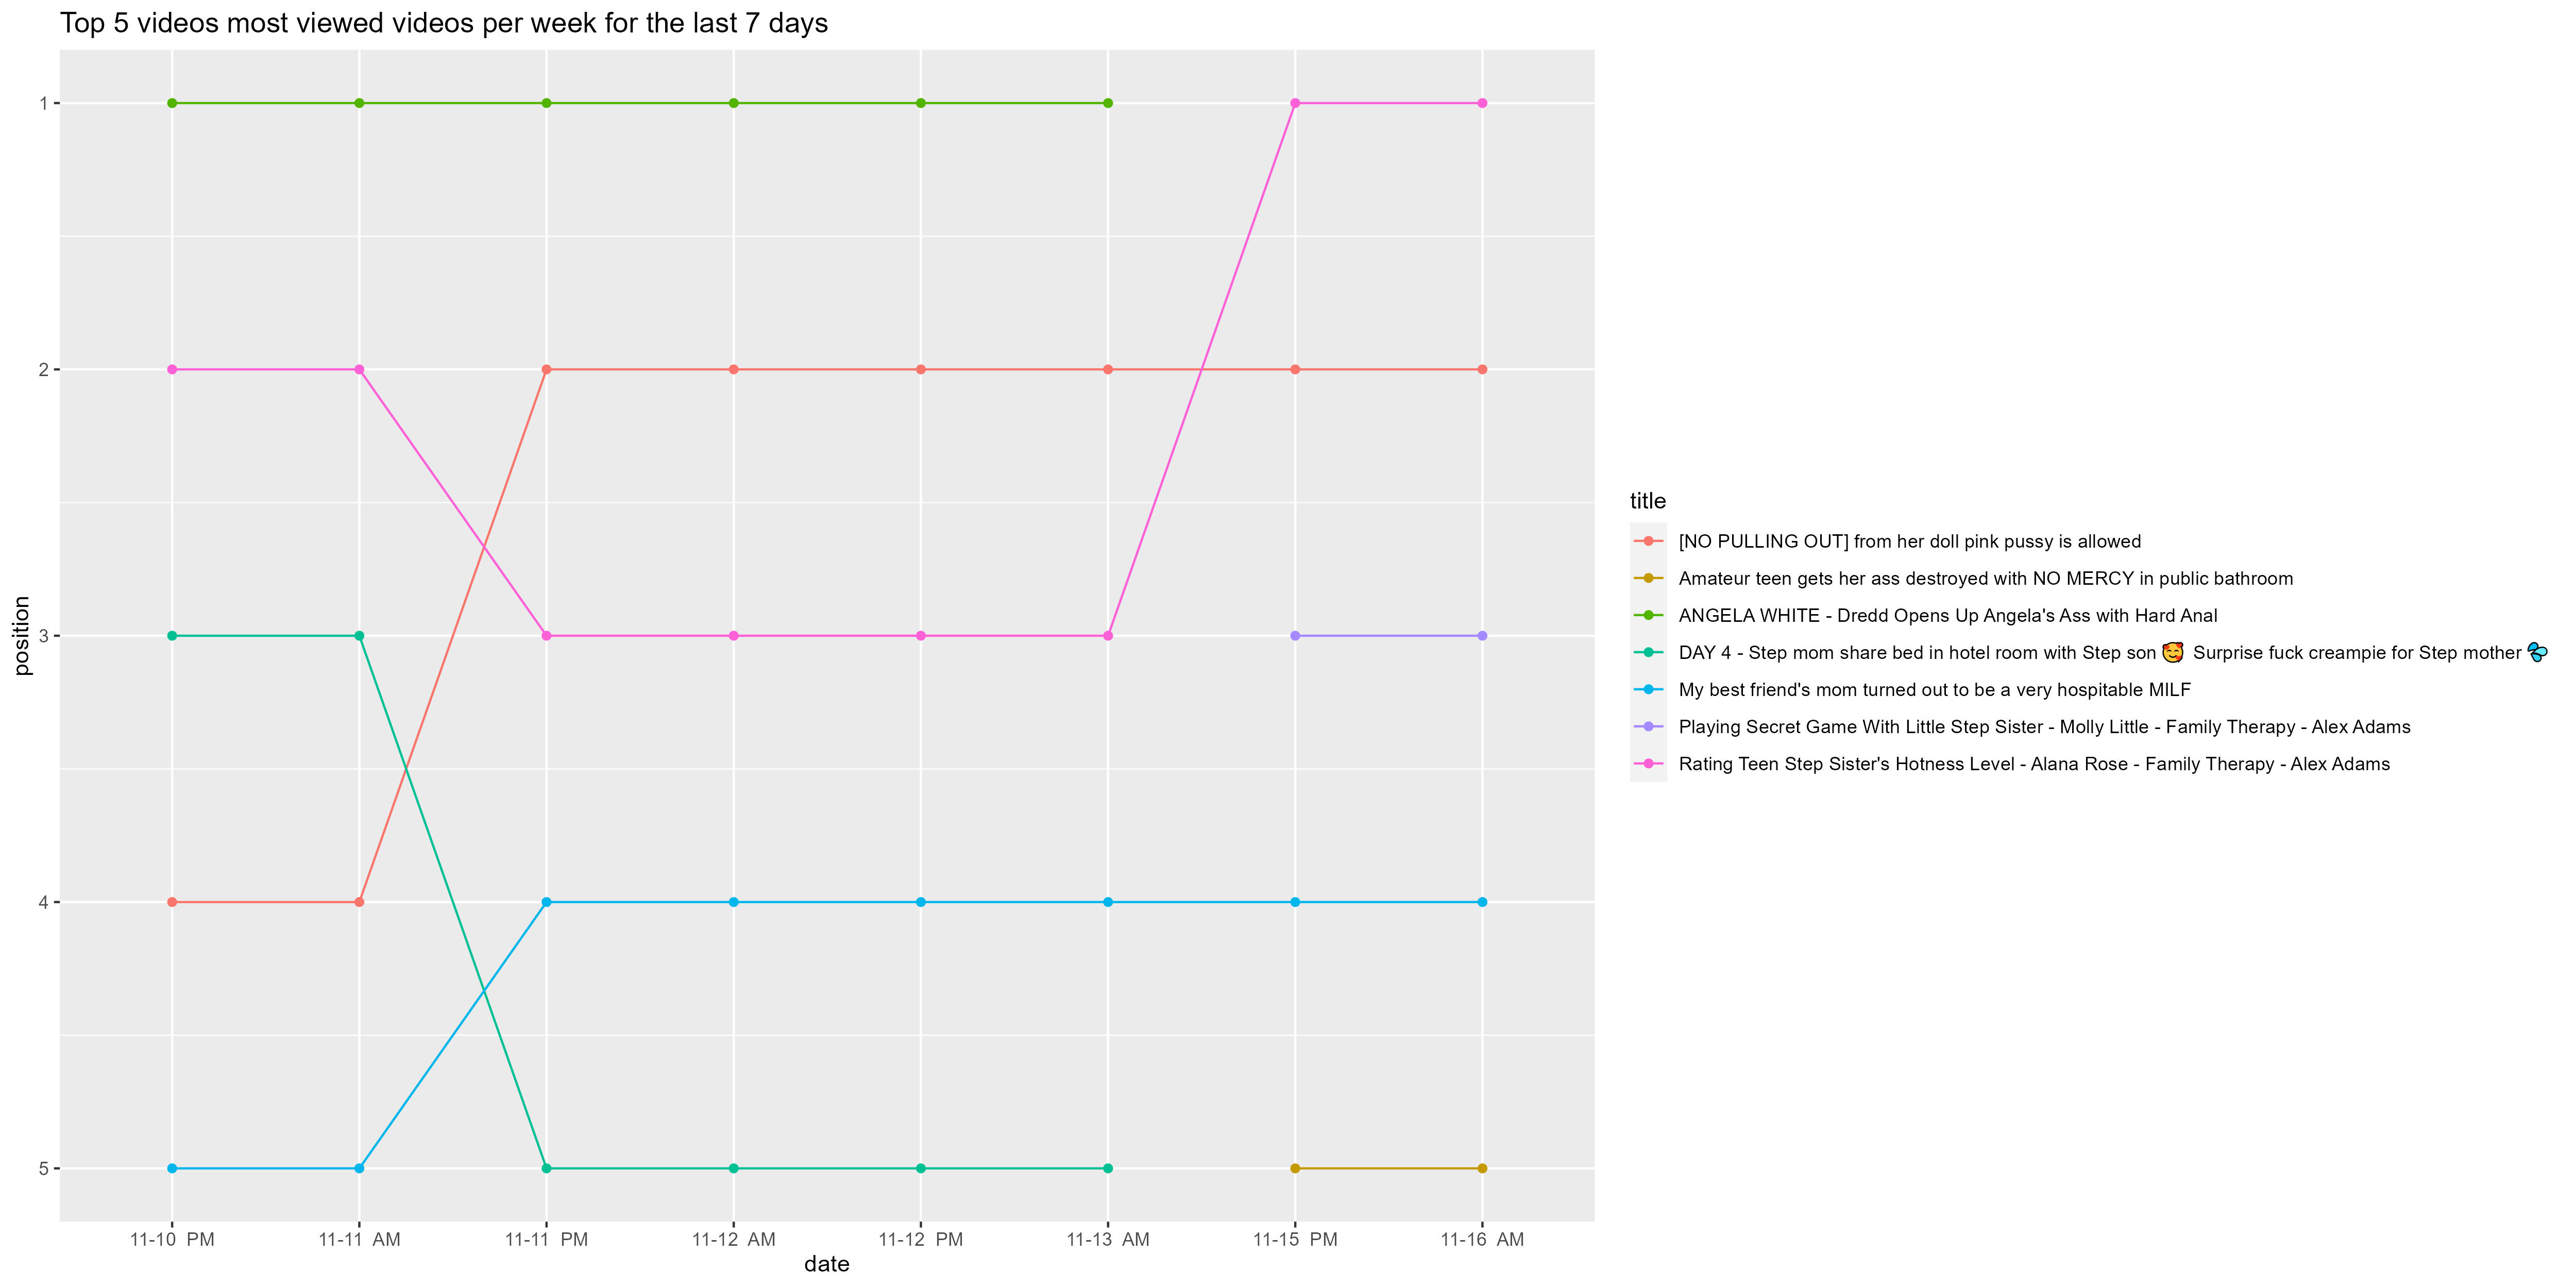 Top 5 videos most viewed videos per week for the last 7 days
position
1
2
3
4
5
11-10 PM
11-11 AM
11-11 PM
11-12 AM
11-12 PM
11-13 AM
11-15 PM
11-16 AM
date
title
[NO PULLING OUT] from her doll pink pussy is allowed
Amateur teen gets her ass destroyed with NO MERCY in public bathroom
ANGELA WHITE - Dredd Opens Up Angela's Ass with Hard Anal
DAY 4 - Step mom share bed in hotel room with Step son 🥰 Surprise fuck creampie for Step mother 💦
My best friend's mom turned out to be a very hospitable MILF
Playing Secret Game With Little Step Sister - Molly Little - Family Therapy - Alex Adams
Rating Teen Step Sister's Hotness Level - Alana Rose - Family Therapy - Alex Adams